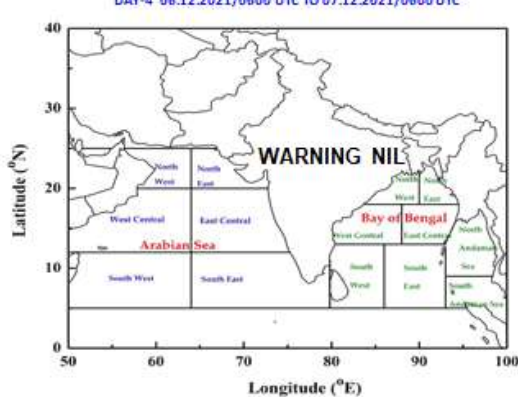 DAY-4 06.12.2021/0600 UTC TO 07.12.2021/0600 UTC
40
30
20
10
0
Latitude (°N)
WARNING NIL
North
West
North
East
West Central
East Central
Arabian Sea
South West
South East
North
West
North
East
Bay of Bengal
West Central
East Central
South
West
South
East
North
Andaman
Sea
South
Andaman Sea
50
60
70
80
90
100
Longitude (°E)